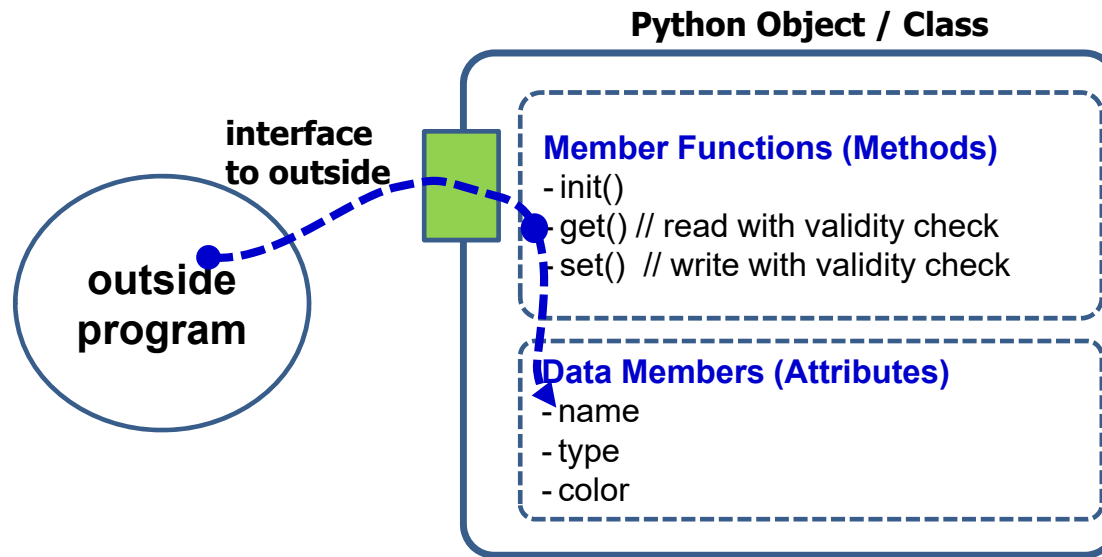 Python Object / Class
interface
to outside
outside
program
Member Functions (Methods)
- init()
- get() // read with validity check
- set() // write with validity check
Data Members (Attributes)
- name
- type
- color